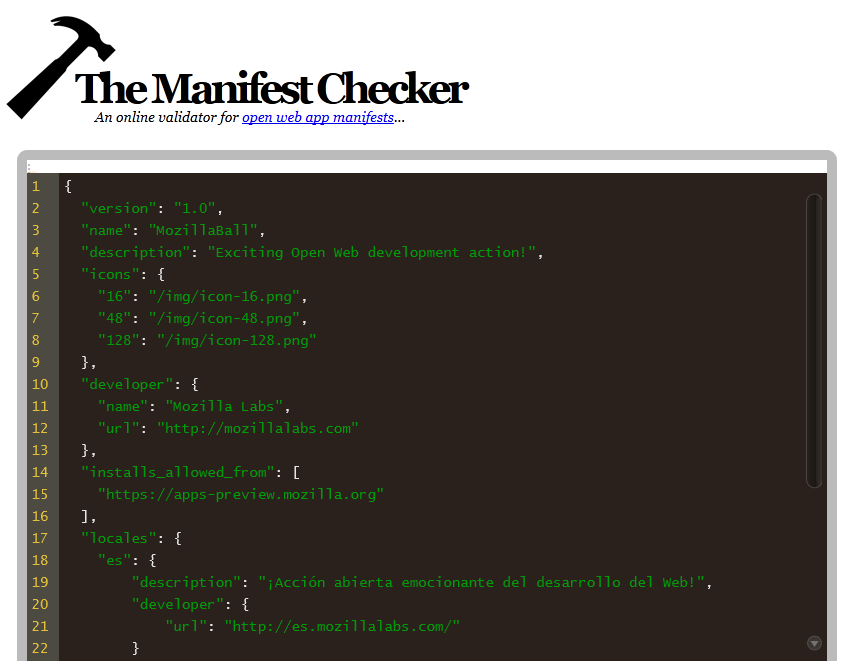 The Manifest Checker
An online validator for open web app manifests...
1 {
2   "version": "1.0",
3   "name": "MozillaBall",
4   "description": "Exciting Open Web development action!",
5   "icons": {
6     "16": "/img/icon-16.png",
7     "48": "/img/icon-48.png",
8     "128": "/img/icon-128.png"
9   },
10   "developer": {
11     "name": "Mozilla Labs",
12     "url": "http://mozillalabs.com"
13   },
14   "installs_allowed_from": [
15     "https://apps-preview.mozilla.org"
16   ],
17   "locales": {
18     "es": {
19         "description": "¡Acción abierta emocionante del desarrollo del Web!",
20         "developer": {
21             "url": "http://es.mozillalabs.com/"
22         }